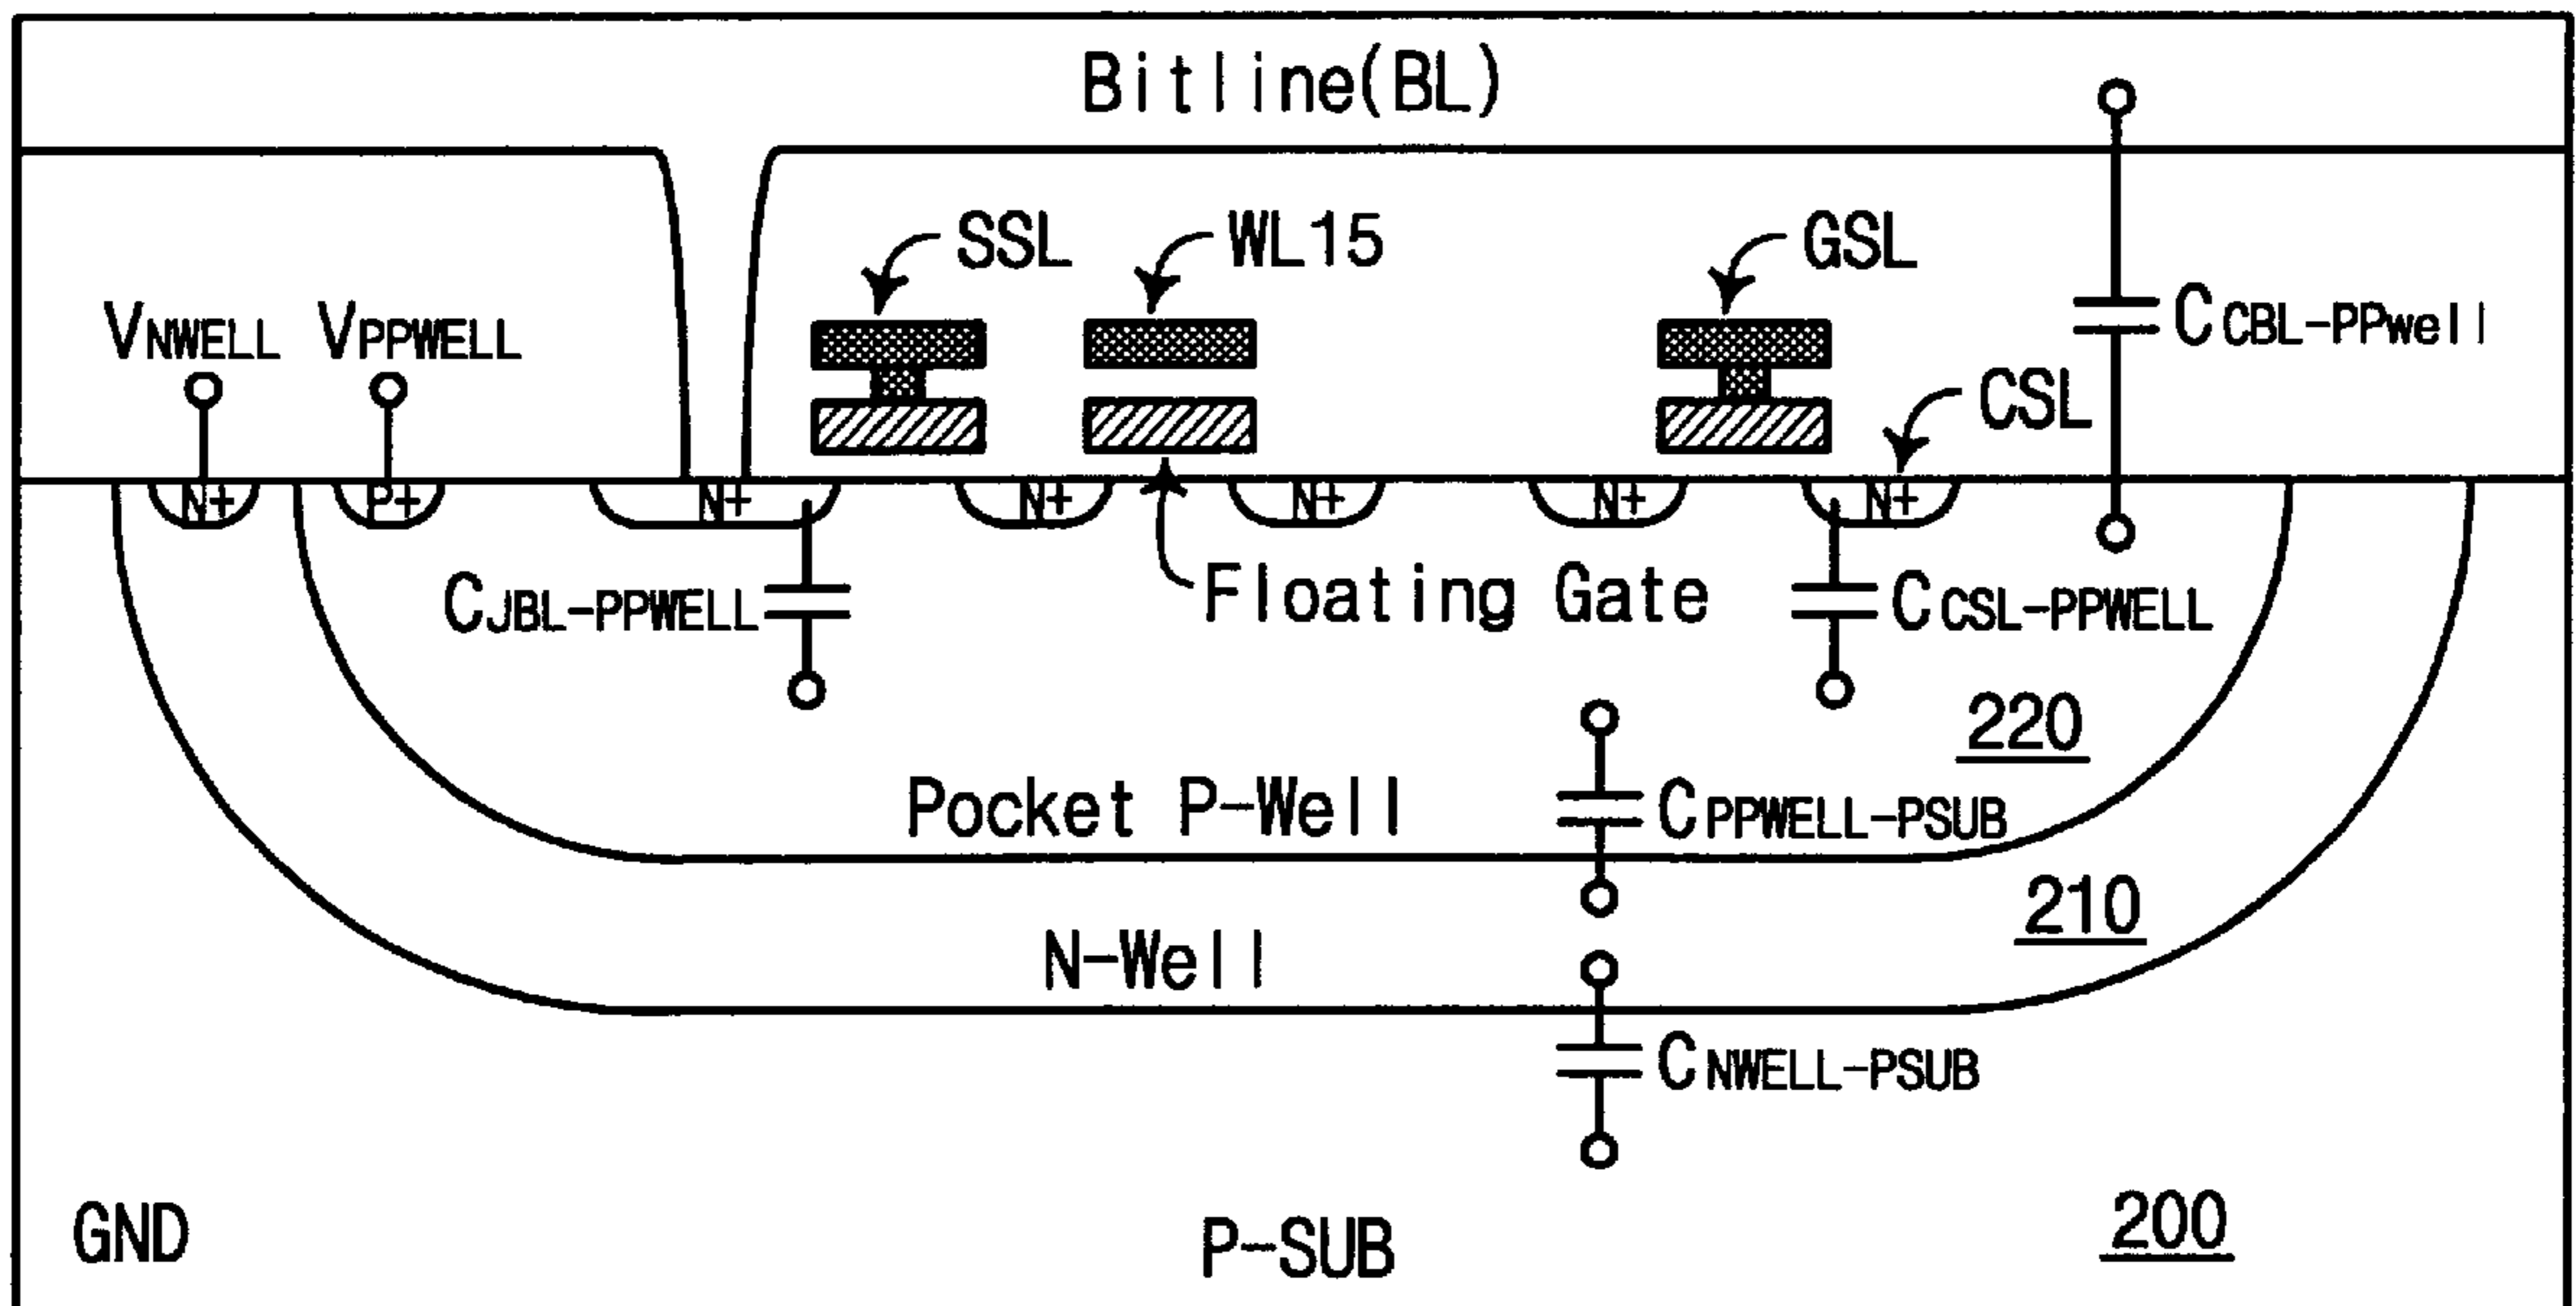 Bitline(BL)
SSL
WL15
GSL
VNWELL
VPPWELL
CCBL-PPwell
CSL
N+
P+
N+
N+
N+
N+
N+
CJBL-PPWELL
Floating Gate
CCSL-PPWELL
220
Pocket P-Well
CPPWELL-PSUB
210
N-Well
CNWELL-PSUB
GND
P-SUB
200